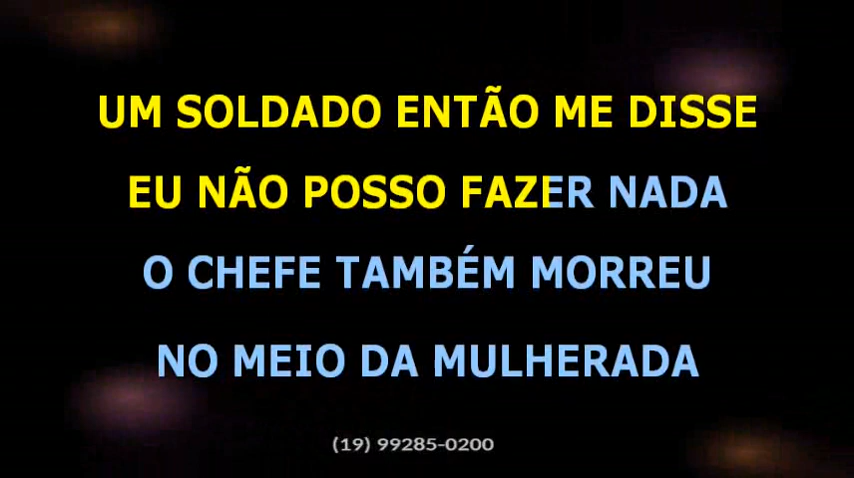 UM SOLDADO ENTÃO ME DISSE
EU NÃO POSSO FAZER NADA
O CHEFE TAMBÉM MORREU
NO MEIO DA MULHERADA
(19) 99285-0200